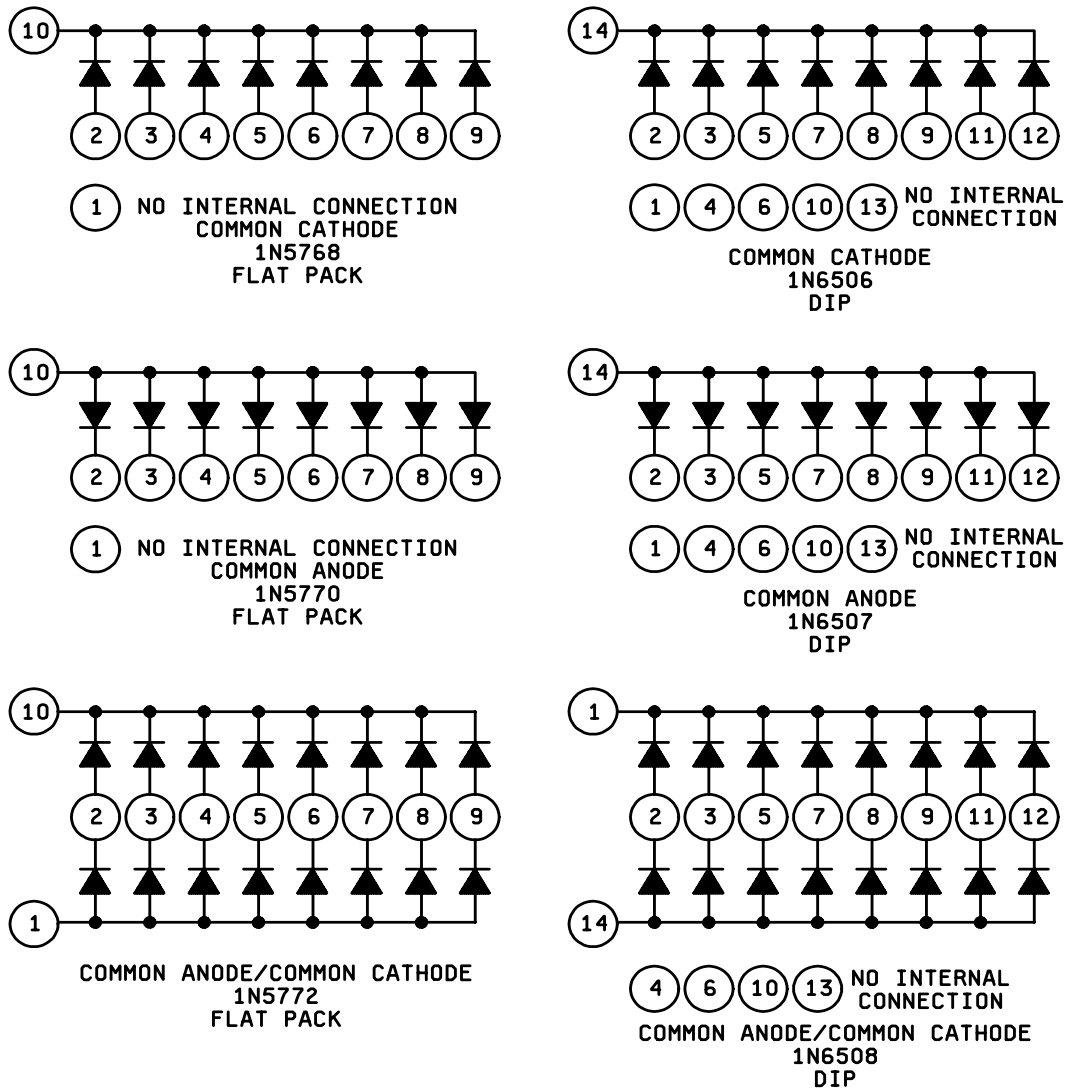 10
2 3 4 5 6 7 8 9
1 NO INTERNAL CONNECTION
COMMON CATHODE
1N5768
FLAT PACK
14
2 3 5 7 8 9 11 12
1 4 6 10 13 NO INTERNAL
CONNECTION
COMMON CATHODE
1N6506
DIP
10
2 3 4 5 6 7 8 9
1 NO INTERNAL CONNECTION
COMMON ANODE
1N5770
FLAT PACK
14
2 3 5 7 8 9 11 12
1 4 6 10 13 NO INTERNAL
CONNECTION
COMMON ANODE
1N6507
DIP
10
2 3 4 5 6 7 8 9
1
COMMON ANODE/COMMON CATHODE
1N5772
FLAT PACK
1
2 3 5 7 8 9 11 12
14
4 6 10 13 NO INTERNAL
CONNECTION
COMMON ANODE/COMMON CATHODE
1N6508
DIP